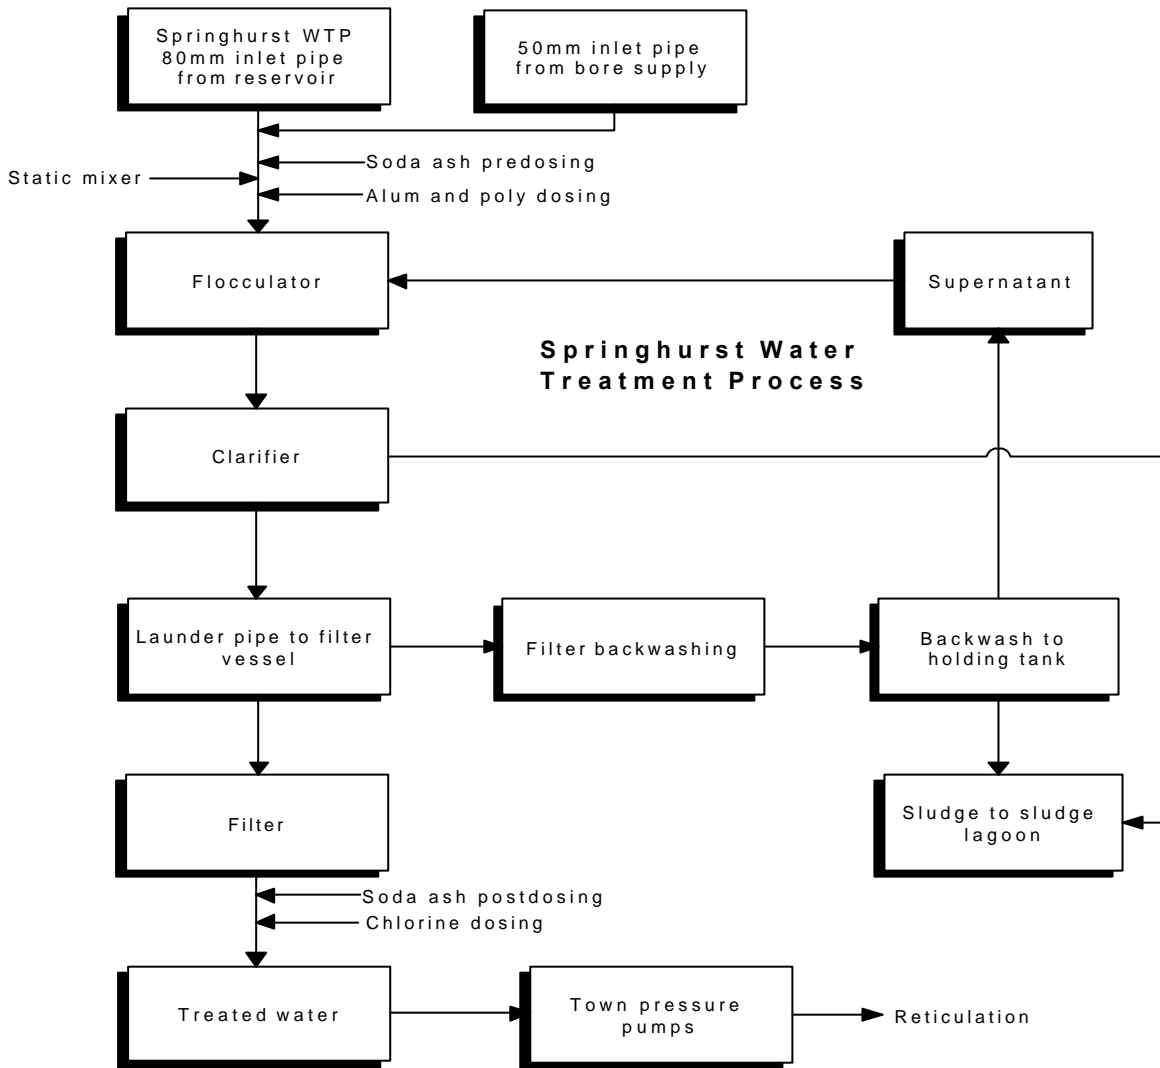 Springhurst WTP
80mm inlet pipe
from reservoir
50mm inlet pipe
from bore supply
Soda ash predosing
Static mixer
Alum and poly dosing
Flocculator
Supernatant
Springhurst Water
Treatment Process
Clarifier
Launder pipe to filter
vessel
Filter backwashing
Backwash to
holding tank
Filter
Sludge to sludge
lagoon
Soda ash postdosing
Chlorine dosing
Treated water
Town pressure
pumps
Reticulation